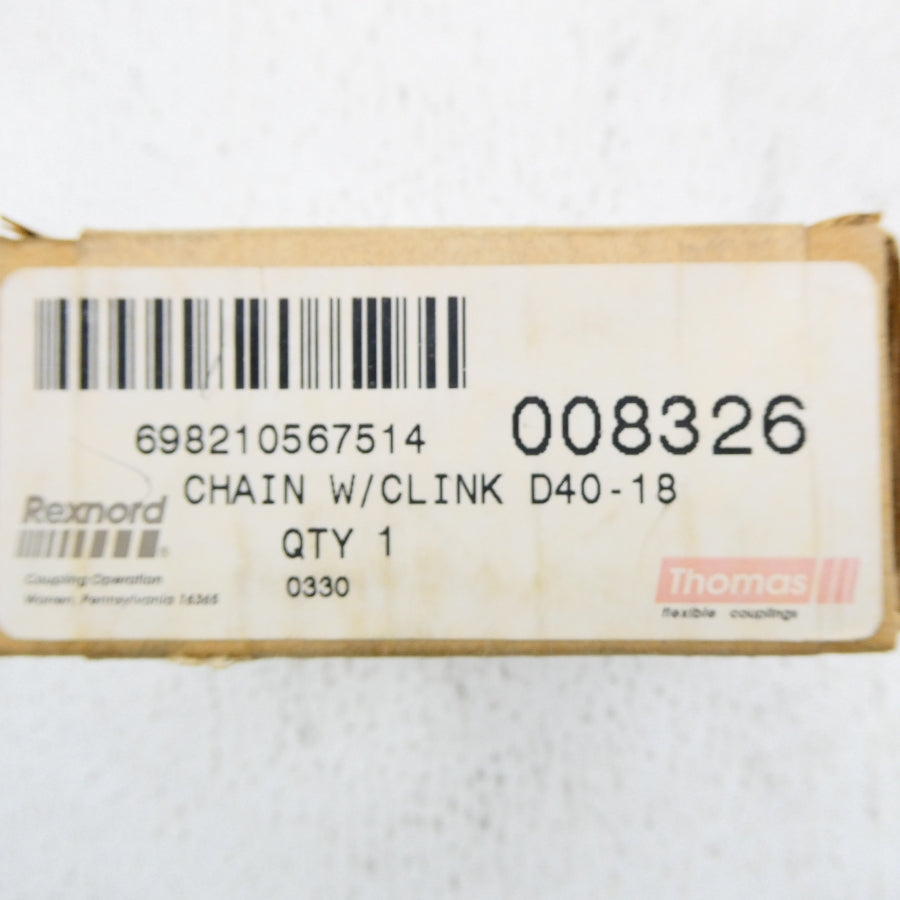 698210567514 008326
CHAIN W/CLINK D40-18
Rexnord
®
QTY 1
0330
Coupling Operation
Warren, Pennsylvania 16365
Thomas
flexible couplings